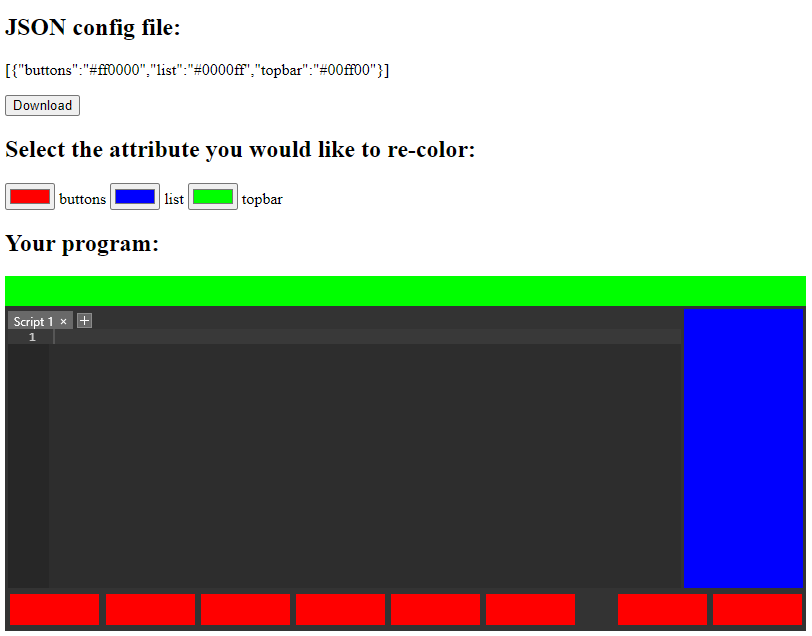 JSON config file:
[{"buttons":"#ff0000","list":"#0000ff","topbar":"#00ff00"}]
Download
Select the attribute you would like to re-color:
buttons list topbar
Your program:
Script 1 × +
1